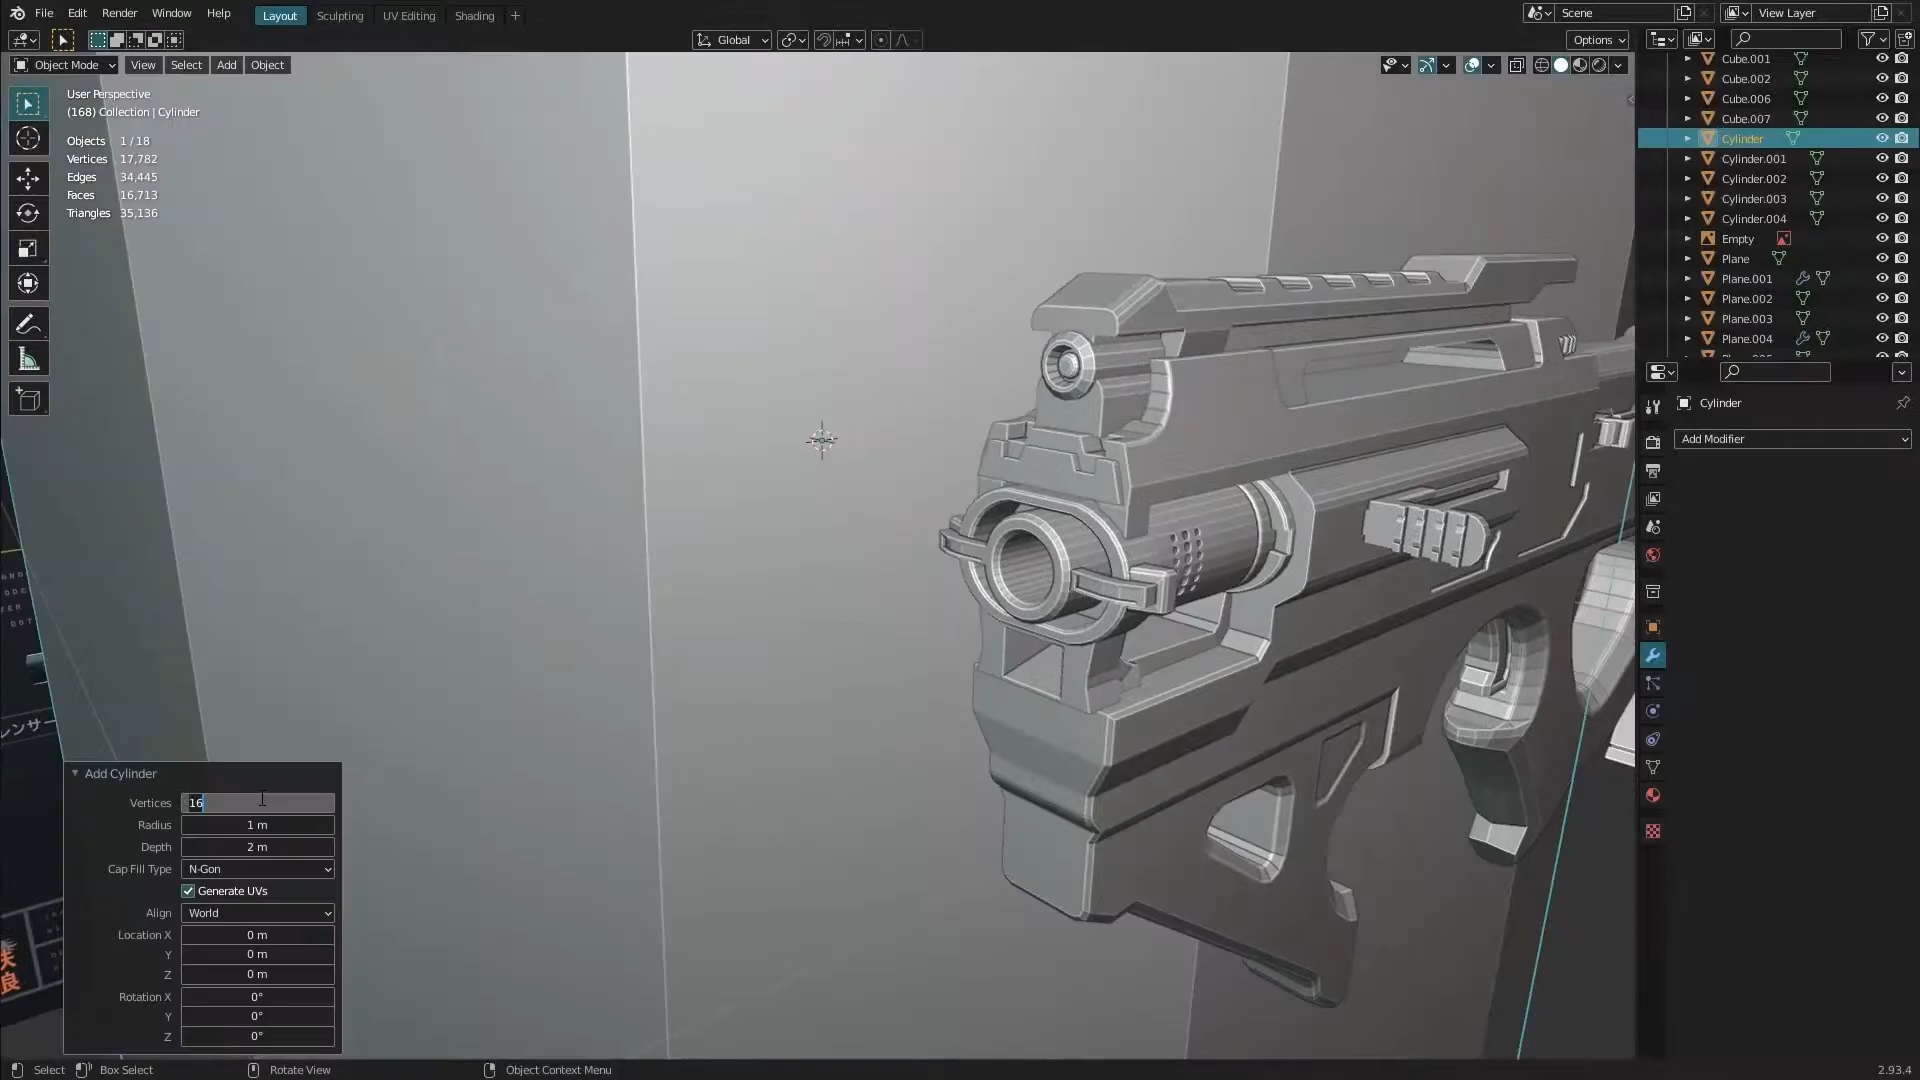 File Edit Render Window Help Layout Sculpting UV Editing Shading + Scene View Layer
Global Options
Object Mode View Select Add Object
User Perspective
(168) Collection | Cylinder
Objects 1 / 18
Vertices 17,782
Edges 34,445
Faces 16,713
Triangles 35,136
Cube.001
Cube.002
Cube.006
Cube.007
Cylinder
Cylinder.001
Cylinder.002
Cylinder.003
Cylinder.004
Empty
Plane
Plane.001
Plane.002
Plane.003
Plane.004
Cylinder
Add Modifier
レンサー
Add Cylinder
Vertices 16
Radius 1 m
Depth 2 m
Cap Fill Type N-Gon
Generate UVs
Align World
Location X 0 m
Y 0 m
Z 0 m
Rotation X 0°
Y 0°
Z 0°
Select Box Select Rotate View Object Context Menu 2.93.4